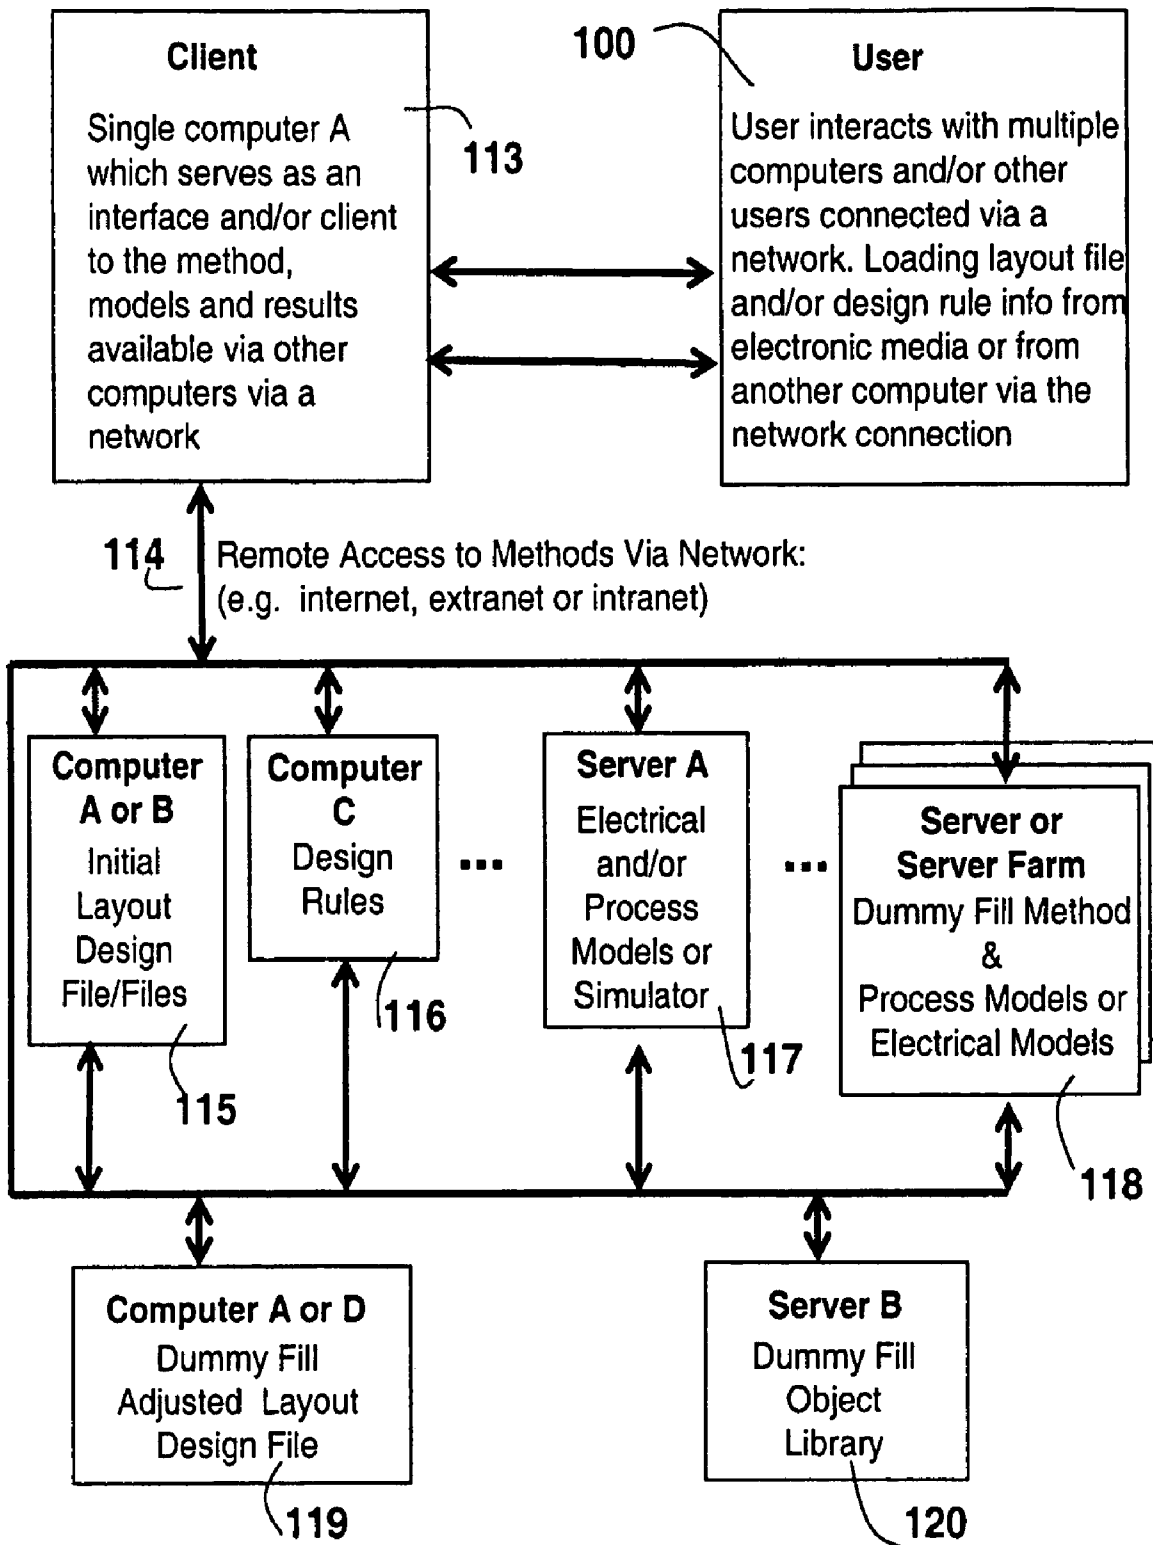 Client
Single computer A
which serves as an
interface and/or client
to the method,
models and results
available via other
computers via a
network
113
100
User
User interacts with multiple
computers and/or other
users connected via a
network. Loading layout file
and/or design rule info from
electronic media or from
another computer via the
network connection
114
Remote Access to Methods Via Network:
(e.g. internet, extranet or intranet)
Computer
A or B
Initial
Layout
Design
File/Files
115
Computer
C
Design
Rules
116
...
Server A
Electrical
and/or
Process
Models or
Simulator
117
...
Server or
Server Farm
Dummy Fill Method
&
Process Models or
Electrical Models
118
Computer A or D
Dummy Fill
Adjusted Layout
Design File
119
Server B
Dummy Fill
Object
Library
120